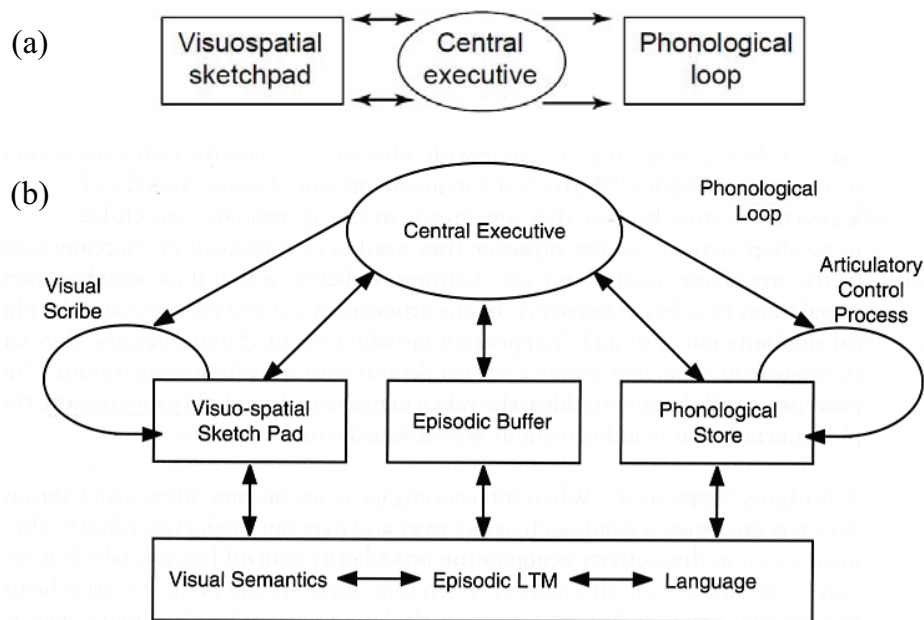 (a)
Visuospatial
sketchpad
Central
executive
Phonological
loop
(b)
Central Executive
Phonological
Loop
Visual
Scribe
Articulatory
Control
Process
Visuo-spatial
Sketch Pad
Episodic Buffer
Phonological
Store
Visual Semantics
Episodic LTM
Language